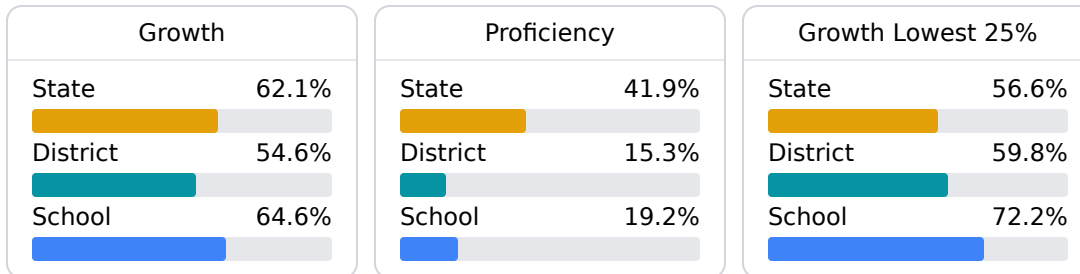 Growth
State 62.1%
District 54.6%
School 64.6%
Proficiency
State 41.9%
District 15.3%
School 19.2%
Growth Lowest 25%
State 56.6%
District 59.8%
School 72.2%